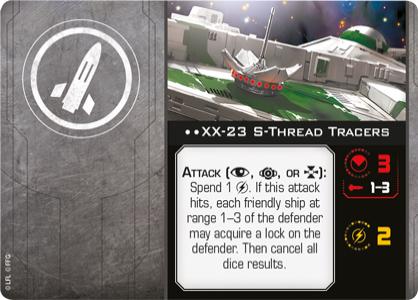 ••XX-23 S-Thread Tracers
Attack (, , or ):
Spend 1 . If this attack
hits, each friendly ship at
range 1–3 of the defender
may acquire a lock on the
defender. Then cancel all
dice results.
3
1–3
2
© LFL © FFG